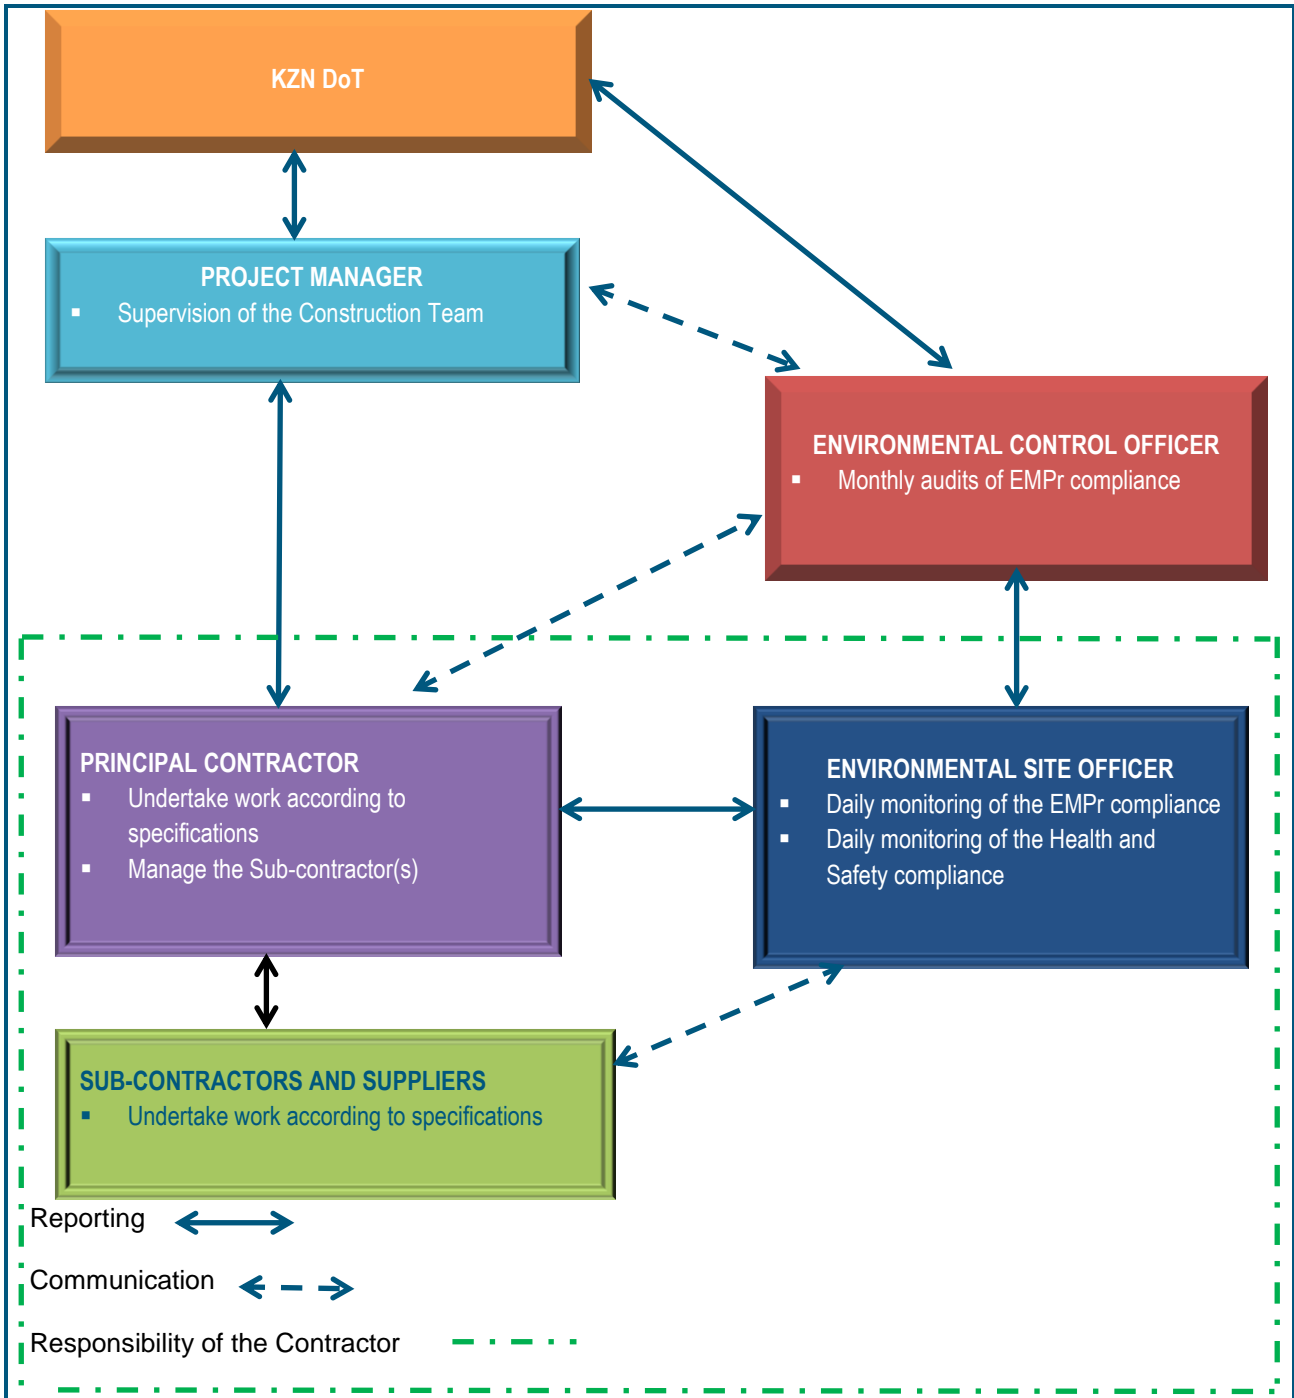 KZN DoT
PROJECT MANAGER
▪ Supervision of the Construction Team
ENVIRONMENTAL CONTROL OFFICER
▪ Monthly audits of EMPr compliance
PRINCIPAL CONTRACTOR
▪ Undertake work according to
specifications
▪ Manage the Sub-contractor(s)
ENVIRONMENTAL SITE OFFICER
▪ Daily monitoring of the EMPr compliance
▪ Daily monitoring of the Health and
Safety compliance
SUB-CONTRACTORS AND SUPPLIERS
▪ Undertake work according to specifications
Reporting
Communication
Responsibility of the Contractor